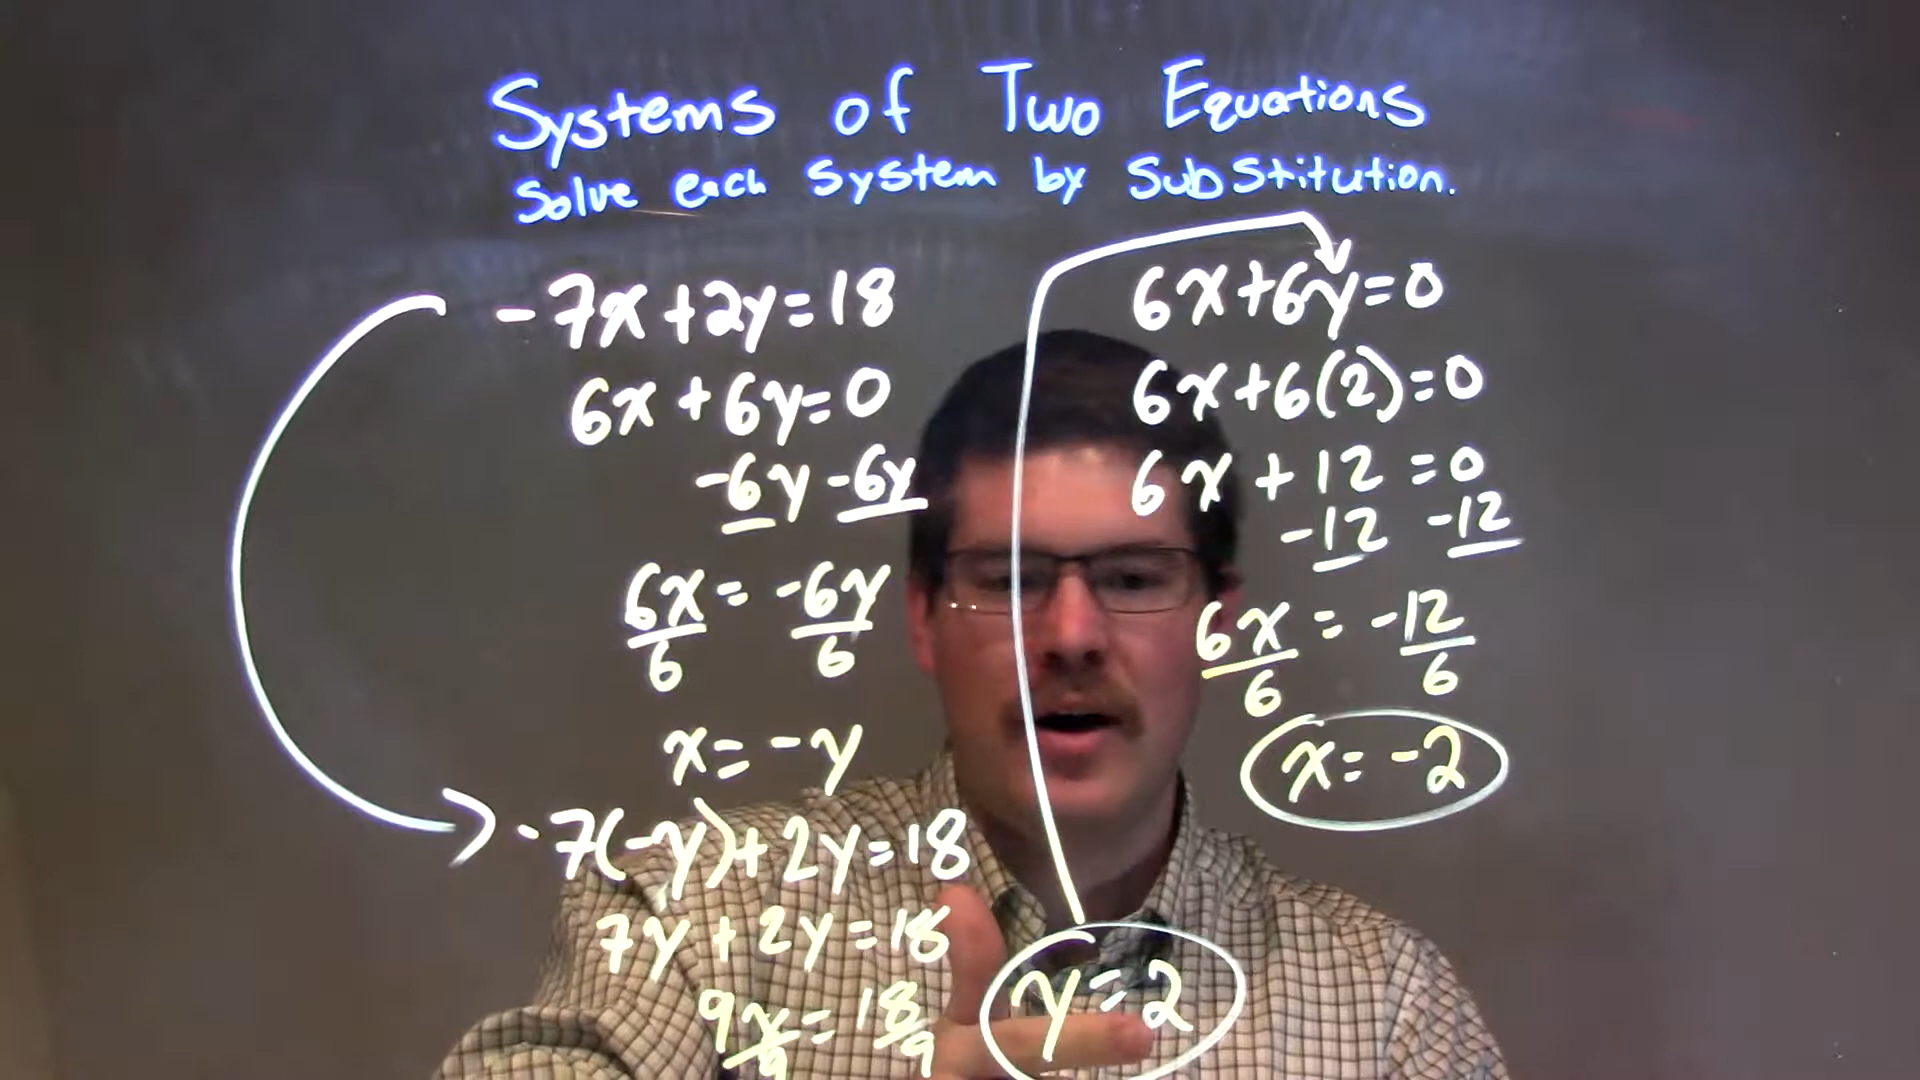 Systems of Two Equations
Solve each system by substitution.
-7x+2y=18
6x+6y=0
-6y -6y
6x = -6y
6 6
x = -y
-7(-y)+2y=18
7y+2y=18
9y = 18
9 9
y=2
6x+6y=0
6x+6(2)=0
6x+12=0
-12 -12
6x = -12
6 6
x=-2